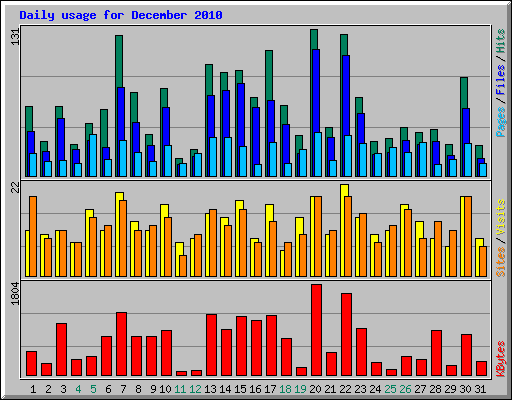 Daily usage for December 2010
131
Pages / Files / Hits
22
Sites / Visits
1804
KBytes
1 2 3 4 5 6 7 8 9 10 11 12 13 14 15 16 17 18 19 20 21 22 23 24 25 26 27 28 29 30 31